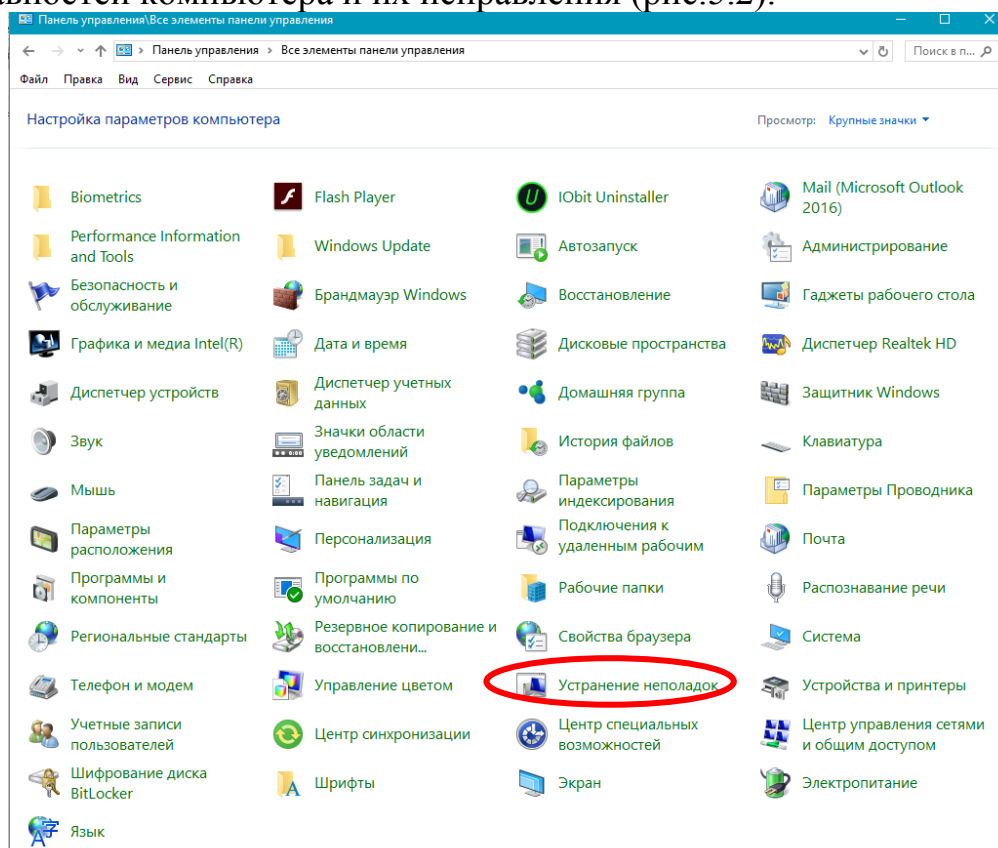 вностей компьютера и их исправления (рис.3.2).
Панель управления\Все элементы панели управления
Панель управления > Все элементы панели управления
Поиск в п...
Файл Правка Вид Сервис Справка
Настройка параметров компьютера
Просмотр: Крупные значки
Biometrics
Flash Player
IObit Uninstaller
Mail (Microsoft Outlook
2016)
Performance Information
and Tools
Windows Update
Автозапуск
Администрирование
Безопасность и
обслуживание
Брандмауэр Windows
Восстановление
Гаджеты рабочего стола
Графика и медиа Intel(R)
Дата и время
Дисковые пространства
Диспетчер Realtek HD
Диспетчер устройств
Диспетчер учетных
данных
Домашняя группа
Защитник Windows
Звук
Значки области
уведомлений
История файлов
Клавиатура
Мышь
Панель задач и
навигация
Параметры
индексирования
Параметры Проводника
Параметры
расположения
Персонализация
Подключения к
удаленным рабочим
Почта
Программы и
компоненты
Программы по
умолчанию
Рабочие папки
Распознавание речи
Региональные стандарты
Резервное копирование и
восстановлени...
Свойства браузера
Система
Телефон и модем
Управление цветом
Устранение неполадок
Устройства и принтеры
Учетные записи
пользователей
Центр синхронизации
Центр специальных
возможностей
Центр управления сетями
и общим доступом
Шифрование диска
BitLocker
Шрифты
Экран
Электропитание
Язык